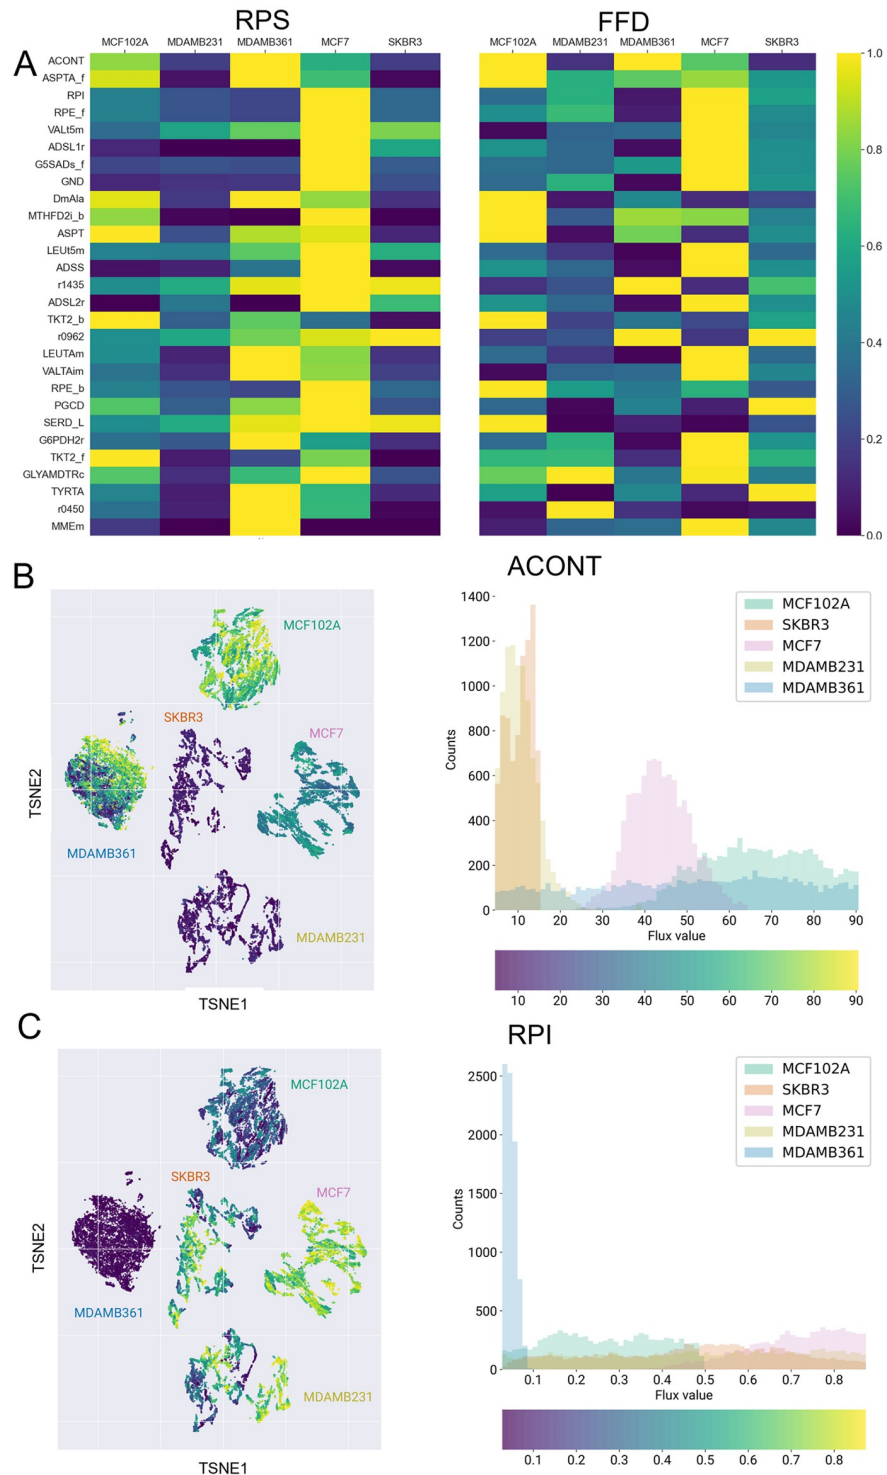 RPS FFD
MCF102A MDAMB231 MDAMB361 MCF7 SKBR3 MCF102A MDAMB231 MDAMB361 MCF7 SKBR3
A
ACONT
ASPTA_f
RPI
RPE_f
VALt5m
ADSL1r
G5SADs_f
GND
DmAla
MTHFD2i_b
ASPT
LEUt5m
ADSS
r1435
ADSL2r
TKT2_b
r0962
LEUTAm
VALTAim
RPE_b
PGCD
SERD_L
G6PDH2r
TKT2_f
GLYAMDTRc
TYRTA
r0450
MMEm
1.0
0.8
0.6
0.4
0.2
0.0
B
MCF102A
SKBR3
MCF7
MDAMB361
MDAMB231
TSNE2
TSNE1
ACONT
MCF102A
SKBR3
MCF7
MDAMB231
MDAMB361
Counts
1400
1200
1000
800
600
400
200
0
10 20 30 40 50 60 70 80 90
Flux value
10 20 30 40 50 60 70 80 90
C
MCF102A
SKBR3
MCF7
MDAMB361
MDAMB231
TSNE2
TSNE1
RPI
MCF102A
SKBR3
MCF7
MDAMB231
MDAMB361
Counts
2500
2000
1500
1000
500
0
0.1 0.2 0.3 0.4 0.5 0.6 0.7 0.8
Flux value
0.1 0.2 0.3 0.4 0.5 0.6 0.7 0.8